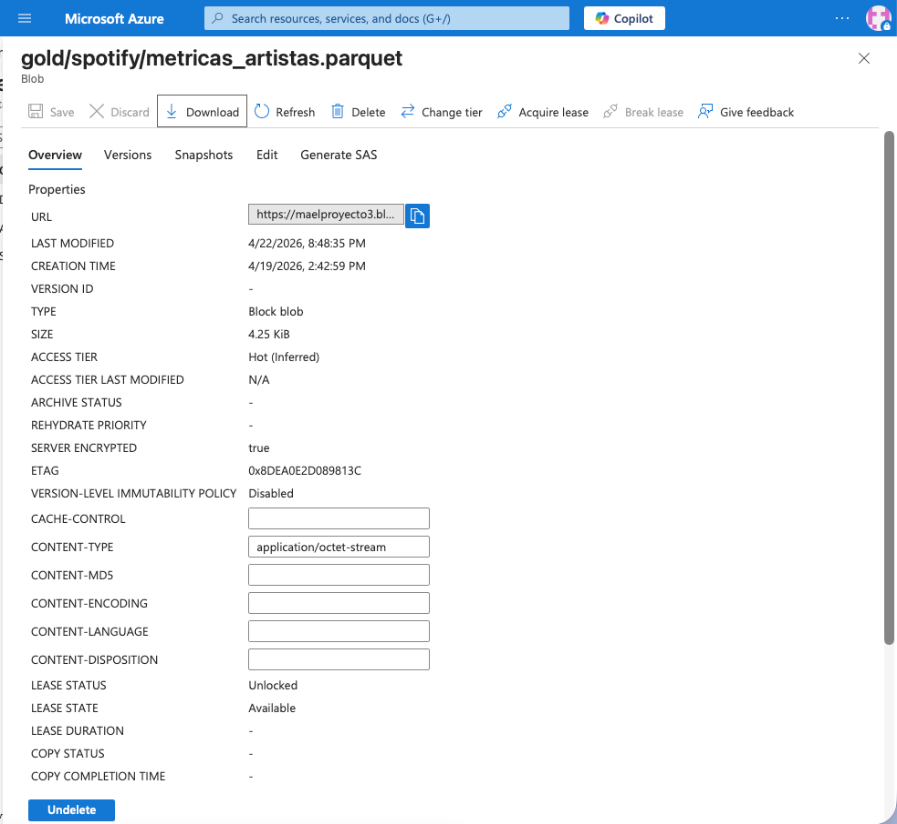 Microsoft Azure
Search resources, services, and docs (G+/)
Copilot
gold/spotify/metricas_artistas.parquet
Blob
Save Discard Download Refresh Delete Change tier Acquire lease Break lease Give feedback
Overview Versions Snapshots Edit Generate SAS
Properties
URL https://maelproyecto3.bl...
LAST MODIFIED 4/22/2026, 8:48:35 PM
CREATION TIME 4/19/2026, 2:42:59 PM
VERSION ID -
TYPE Block blob
SIZE 4.25 KiB
ACCESS TIER Hot (Inferred)
ACCESS TIER LAST MODIFIED N/A
ARCHIVE STATUS -
REHYDRATE PRIORITY -
SERVER ENCRYPTED true
ETAG 0x8DEA0E2D089813C
VERSION-LEVEL IMMUTABILITY POLICY Disabled
CACHE-CONTROL
CONTENT-TYPE application/octet-stream
CONTENT-MD5
CONTENT-ENCODING
CONTENT-LANGUAGE
CONTENT-DISPOSITION
LEASE STATUS Unlocked
LEASE STATE Available
LEASE DURATION -
COPY STATUS -
COPY COMPLETION TIME -
Undelete